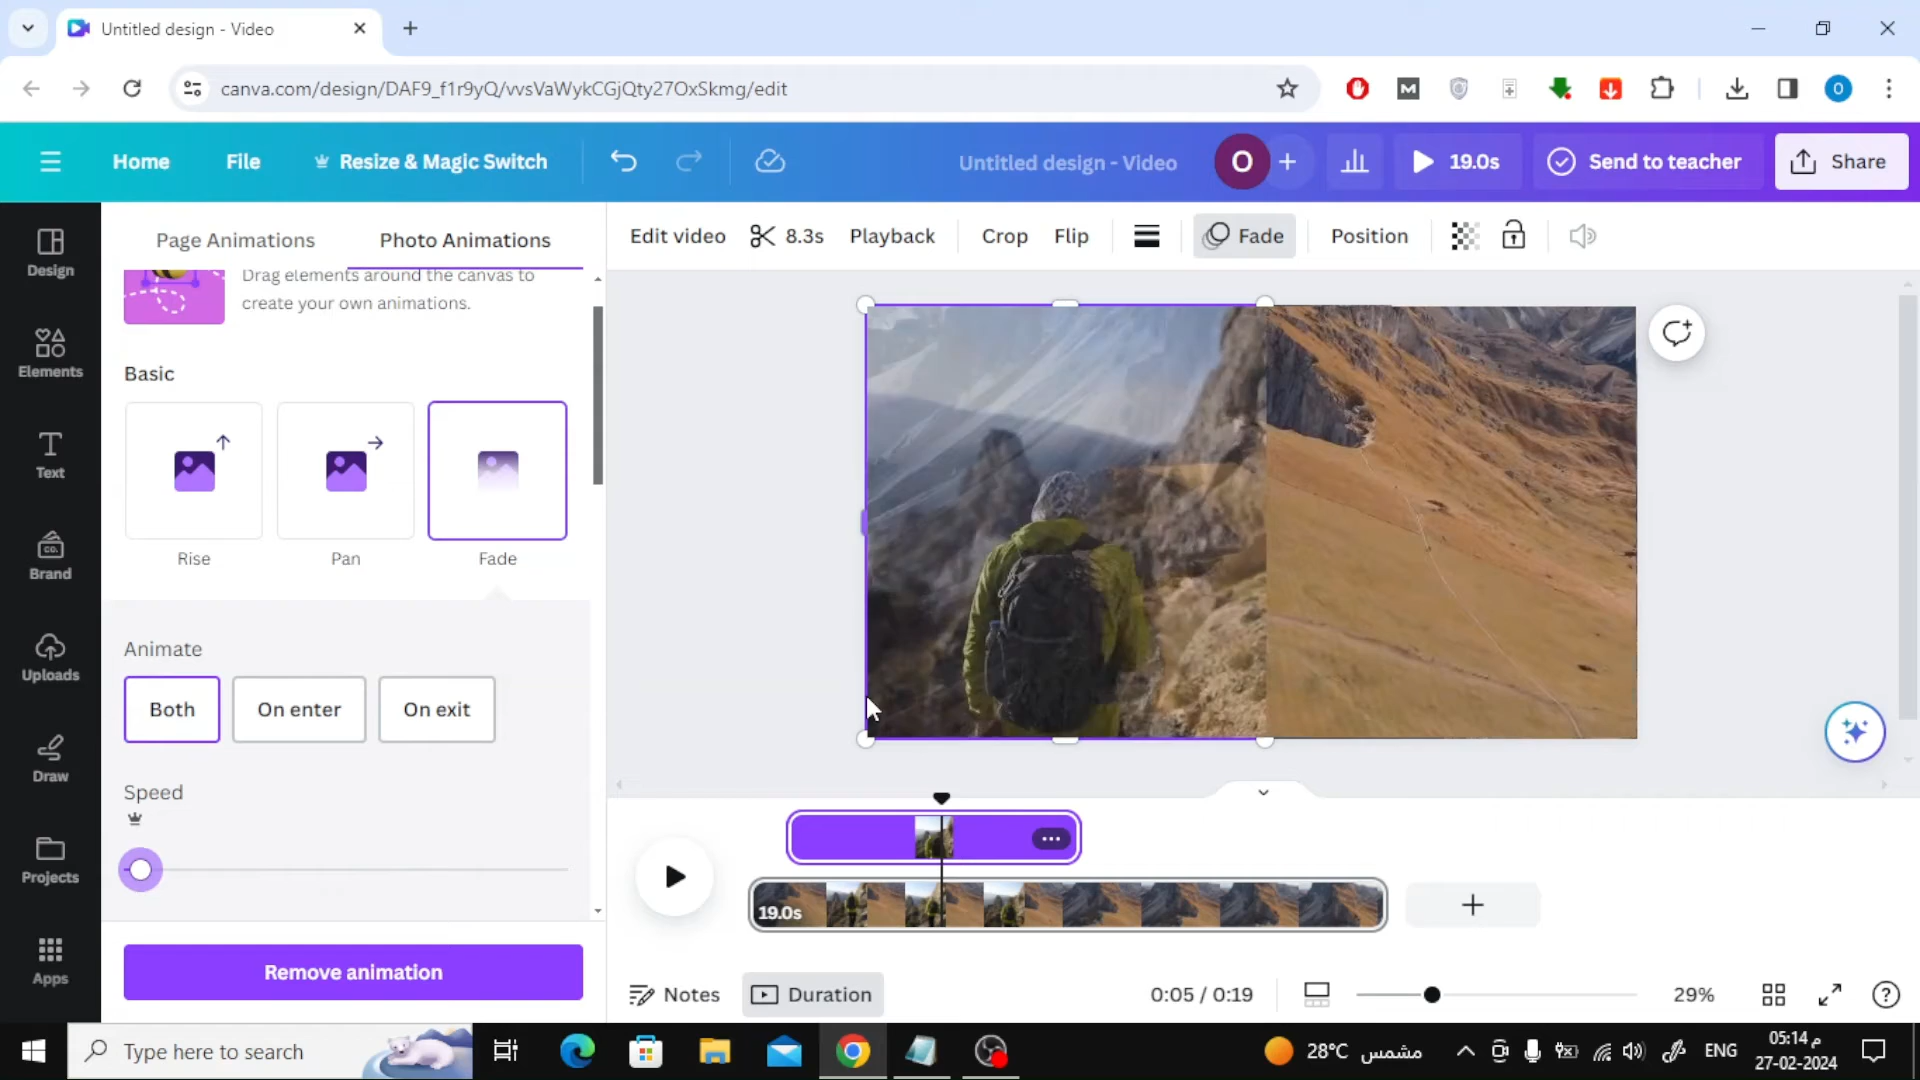 Untitled design - Video
canva.com/design/DAF9_f1r9yQ/vvsVaWykCGjQty27OxSkmg/edit
O
Home
File
Resize & Magic Switch
Untitled design - Video
O
19.0s
Send to teacher
Share
Design
Elements
Text
CO.
Brand
Uploads
Draw
Projects
Apps
Page Animations
Photo Animations
Drag elements around the canvas to
create your own animations.
Basic
Rise
Pan
Fade
Animate
Both
On enter
On exit
Speed
Remove animation
Edit video
8.3s
Playback
Crop
Flip
Fade
Position
19.0s
Notes
Duration
0:05 / 0:19
29%
Type here to search
28°C
مشمس
ENG
05:14 م
27-02-2024